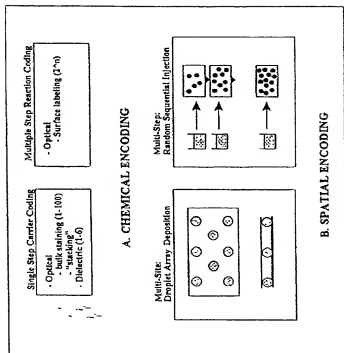 Single Step Carrier Coding
- Optical
- bulk staining (1-100)
- "stacking"
- Dielectric (1-6)
Multiple Step Reaction Coding
- Optical
- Surface labeling (2^n)
A. CHEMICAL ENCODING
Multi-Site:
Droplet Array Deposition
Multi-Step:
Random Sequential Injection
B. SPATIAL ENCODING